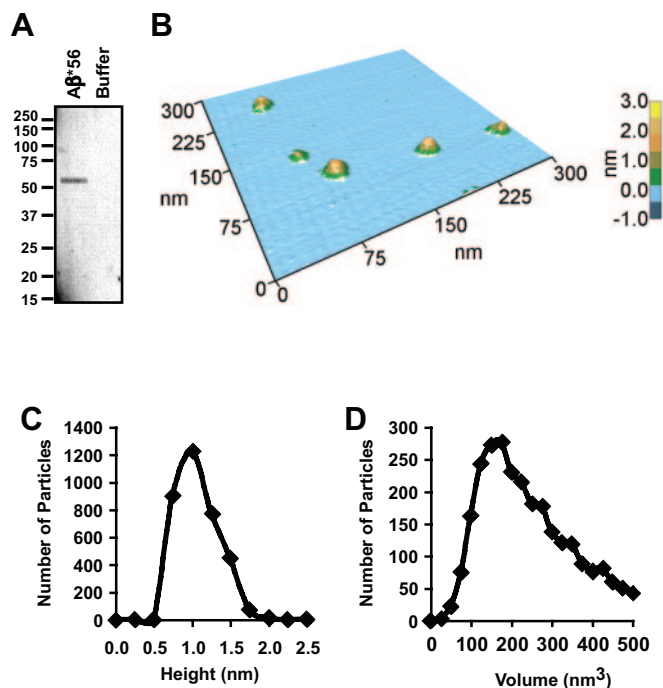 A
Aβ*56
Buffer
250
150
100
75
50
37
25
20
15
B
300
225
150
75
0
nm
0
75
150
225
300
nm
3.0
2.0
1.0
0.0
-1.0
nm
C
Number of Particles
1400
1200
1000
800
600
400
200
0
0.0 0.5 1.0 1.5 2.0 2.5
Height (nm)
D
Number of Particles
300
250
200
150
100
50
0
0 100 200 300 400 500
Volume (nm³)